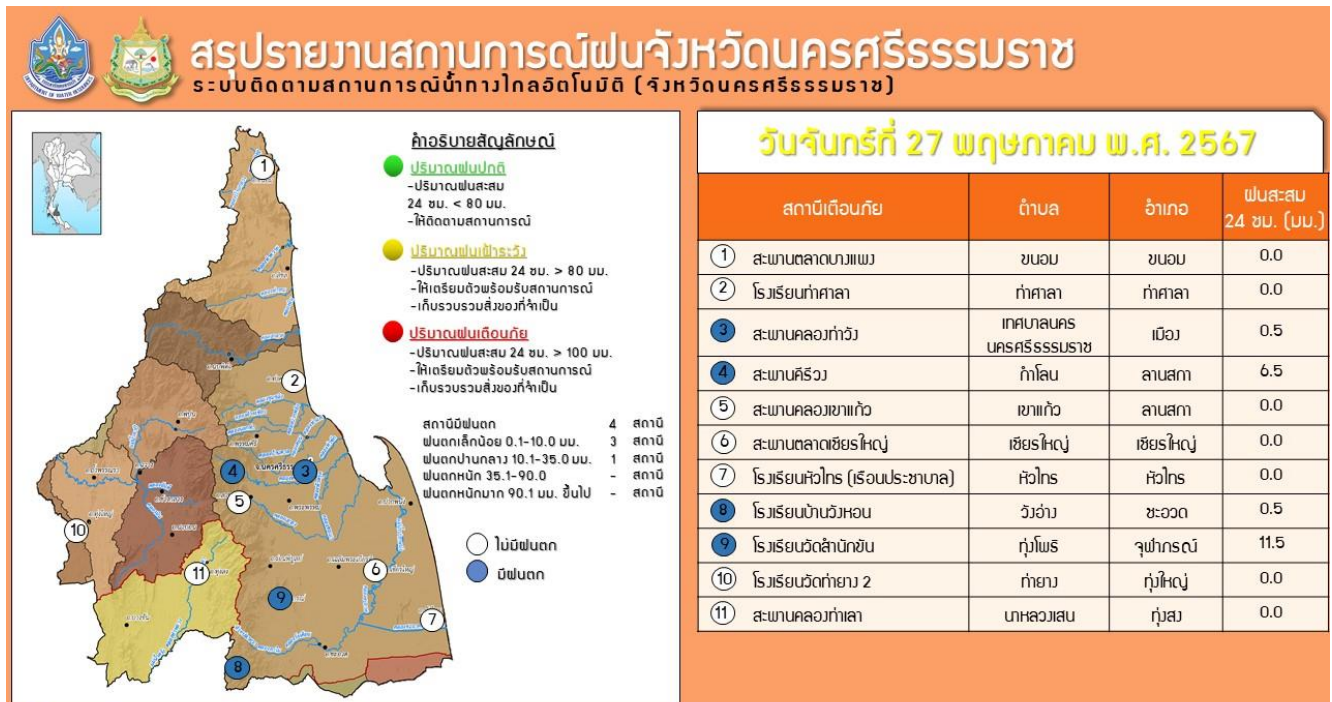 สรุปรายงานสถานการณ์ฝนจังหวัดนครศรีธรรมราช
ระบบติดตามสถานการณ์น้ำทางไกลอัตโนมัติ (จังหวัดนครศรีธรรมราช)
คำอธิบายสัญลักษณ์
ปริมาณฝนปกติ
-ปริมาณฝนสะสม
24 ชม. < 80 มม.
-ให้ติดตามสถานการณ์
ปริมาณฝนเฝ้าระวัง
-ปริมาณฝนสะสม 24 ชม. > 80 มม.
-ให้เตรียมตัวพร้อมรับสถานการณ์
-เก็บรวบรวมสิ่งของที่จำเป็น
ปริมาณฝนเตือนภัย
-ปริมาณฝนสะสม 24 ชม. > 100 มม.
-ให้เตรียมตัวพร้อมรับสถานการณ์
-เก็บรวบรวมสิ่งของที่จำเป็น
สถานีมีฝนตก 4 สถานี
ฝนตกเล็กน้อย 0.1-10.0 มม. 3 สถานี
ฝนตกปานกลาง 10.1-35.0 มม. 1 สถานี
ฝนตกหนัก 35.1-90.0 - สถานี
ฝนตกหนักมาก 90.1 มม. ขึ้นไป - สถานี
ไม่มีฝนตก
มีฝนตก
1
2
4 3
5
10
11
6
9
7
8
วันจันทร์ที่ 27 พฤษภาคม พ.ศ. 2567
สถานีเตือนภัย ตำบล อำเภอ ฝนสะสม
24 ชม. (มม.)
1 สะพานตลาดบางแพง ขนอม ขนอม 0.0
2 โรงเรียนท่าศาลา ท่าศาลา ท่าศาลา 0.0
3 สะพานคลองท่าวัง เทศบาลนคร
นครศรีธรรมราช เมือง 0.5
4 สะพานคีรีวง กำโลน ลานสกา 6.5
5 สะพานคลองเขาแก้ว เขาแก้ว ลานสกา 0.0
6 สะพานตลาดเชียรใหญ่ เชียรใหญ่ เชียรใหญ่ 0.0
7 โรงเรียนหัวไทร (เรือนประชาบาล) หัวไทร หัวไทร 0.0
8 โรงเรียนบ้านวังหอน วังอ่าง ชะอวด 0.5
9 โรงเรียนวัดสำนักขัน ทุ่งโพธิ จุฬาภรณ์ 11.5
10 โรงเรียนวัดท่ายาง 2 ท่ายาง ทุ่งใหญ่ 0.0
11 สะพานคลองท่าเลา นาหลวงเสน ทุ่งสง 0.0